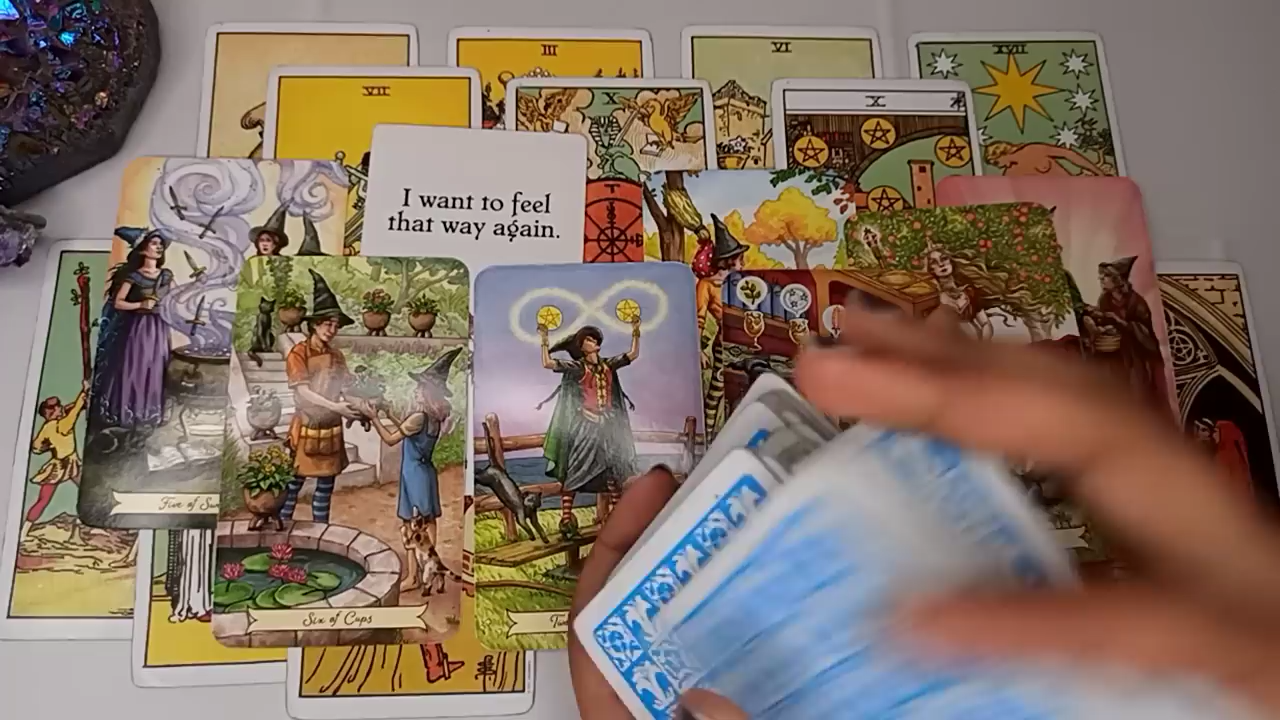 III
VI
XVII
VII
X
X
I want to feel
that way again.
Five of
Six of Cups